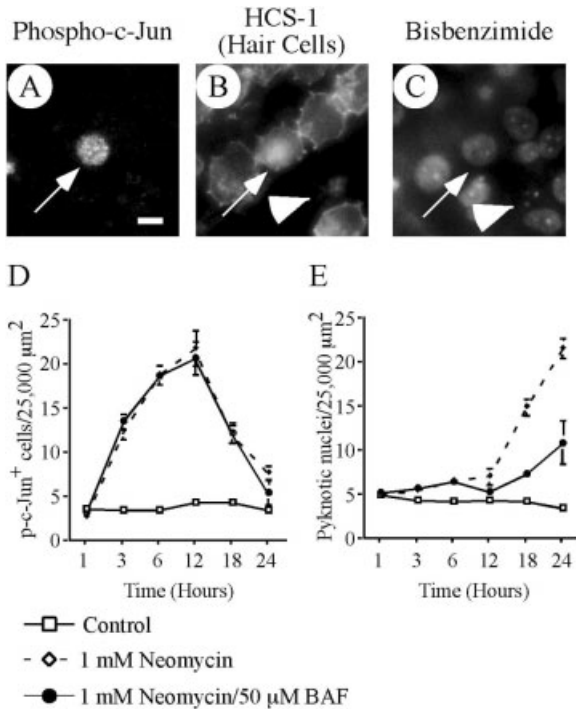 Phospho-c-Jun
HCS-1
(Hair Cells)
Bisbenzimide
A
B
C
D
E
p-c-Jun+ cells/25,000 μm2
25
20
15
10
5
0
1 3 6 12 18 24
Time (Hours)
Pyknotic nuclei/25,000 μm2
25
20
15
10
5
0
1 3 6 12 18 24
Time (Hours)
Control
1 mM Neomycin
1 mM Neomycin/50 μM BAF